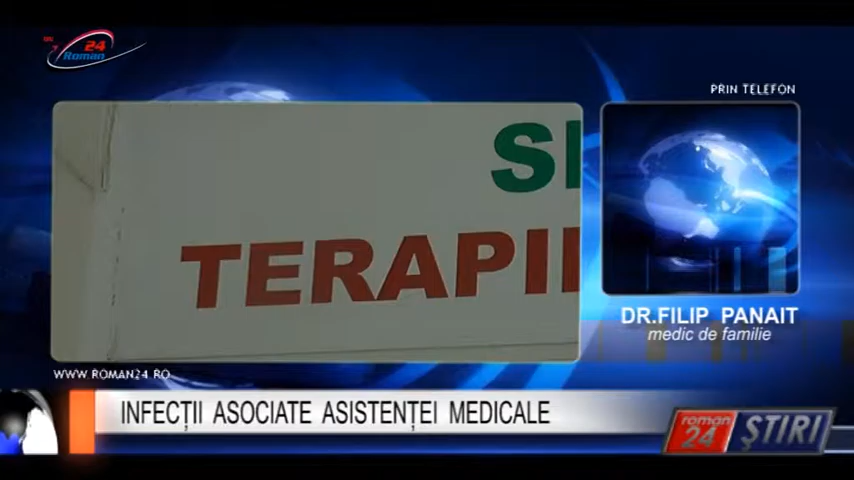 24
Roman
PRIN TELEFON
TERAPI
DR.FILIP PANAIT
medic de familie
WWW.ROMAN24.RO
INFECȚII ASOCIATE ASISTENȚEI MEDICALE
roman
24
ȘTIRI